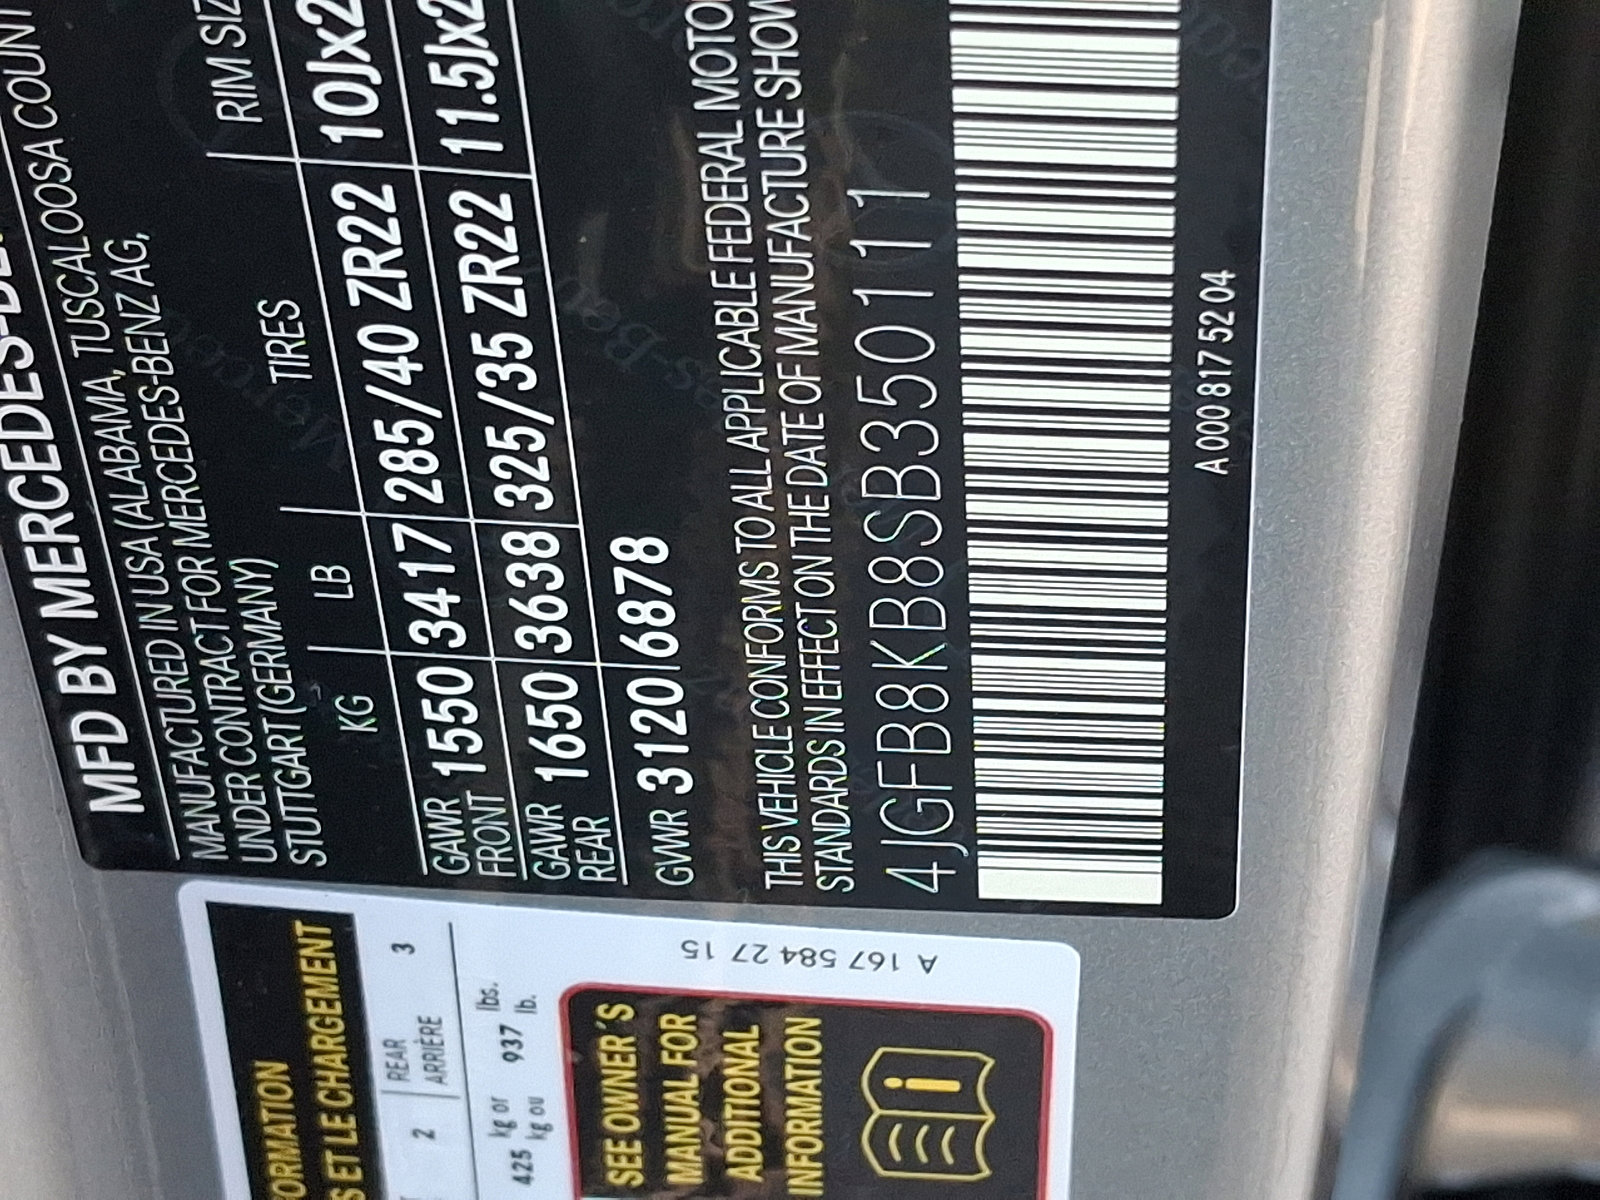 MFD BY MERCEDES-BE
MANUFACTURED IN USA (ALABAMA, TUSCALOOSA COUNT
UNDER CONTRACT FOR MERCEDES-BENZ AG,
STUTTGART (GERMANY)
KG LB TIRES RIM SIZ
GAWR FRONT 1550 3417 285/40 ZR22 10Jx2
GAWR REAR 1650 3638 325/35 ZR22 11.5Jx2
GVWR 3120 6878
THIS VEHICLE CONFORMS TO ALL APPLICABLE FEDERAL MOTO
STANDARDS IN EFFECT ON THE DATE OF MANUFACTURE SHOW
4JGFB8KB8SB350111
A 000 817 52 04
ORMATION
S ET LE CHARGEMENT
2 REAR 3
ARRIÈRE
425 kg or 937 lbs.
kg ou lb.
A 167 584 27 15
SEE OWNER'S
MANUAL FOR
ADDITIONAL
INFORMATION